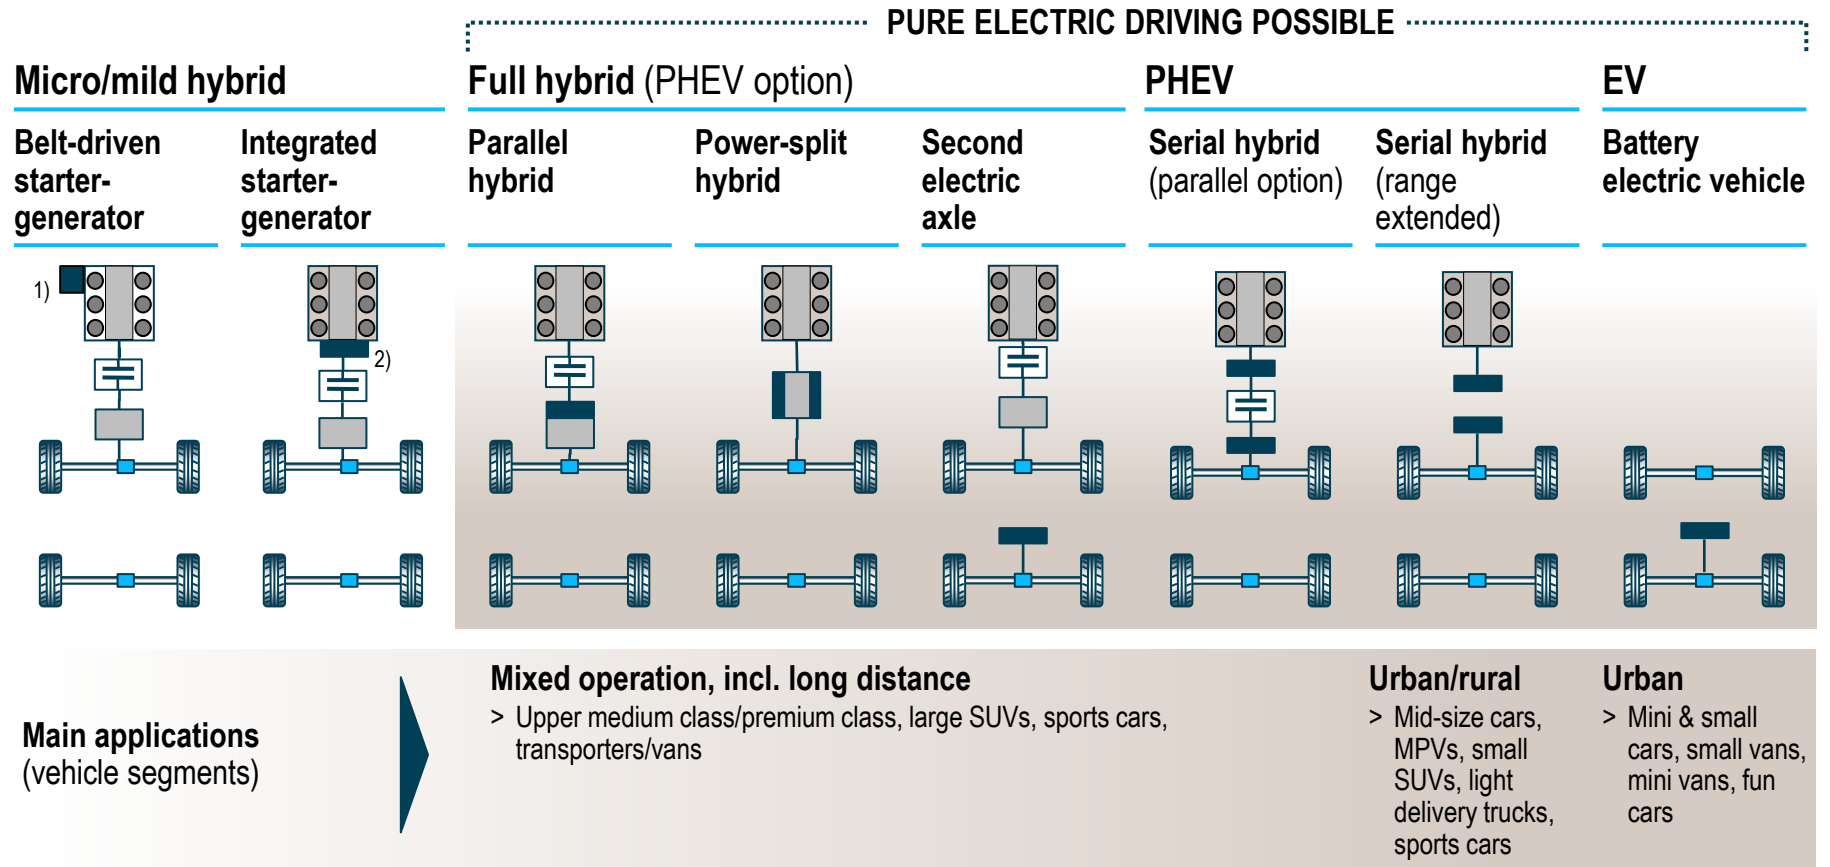 PURE ELECTRIC DRIVING POSSIBLE
Micro/mild hybrid
Full hybrid (PHEV option)
PHEV
EV
Belt-driven
starter-
generator
Integrated
starter-
generator
Parallel
hybrid
Power-split
hybrid
Second
electric
axle
Serial hybrid
(parallel option)
Serial hybrid
(range
extended)
Battery
electric vehicle
1)
2)
Main applications
(vehicle segments)
Mixed operation, incl. long distance
> Upper medium class/premium class, large SUVs, sports cars,
transporters/vans
Urban/rural
> Mid-size cars,
MPVs, small
SUVs, light
delivery trucks,
sports cars
Urban
> Mini & small
cars, small vans,
mini vans, fun
cars